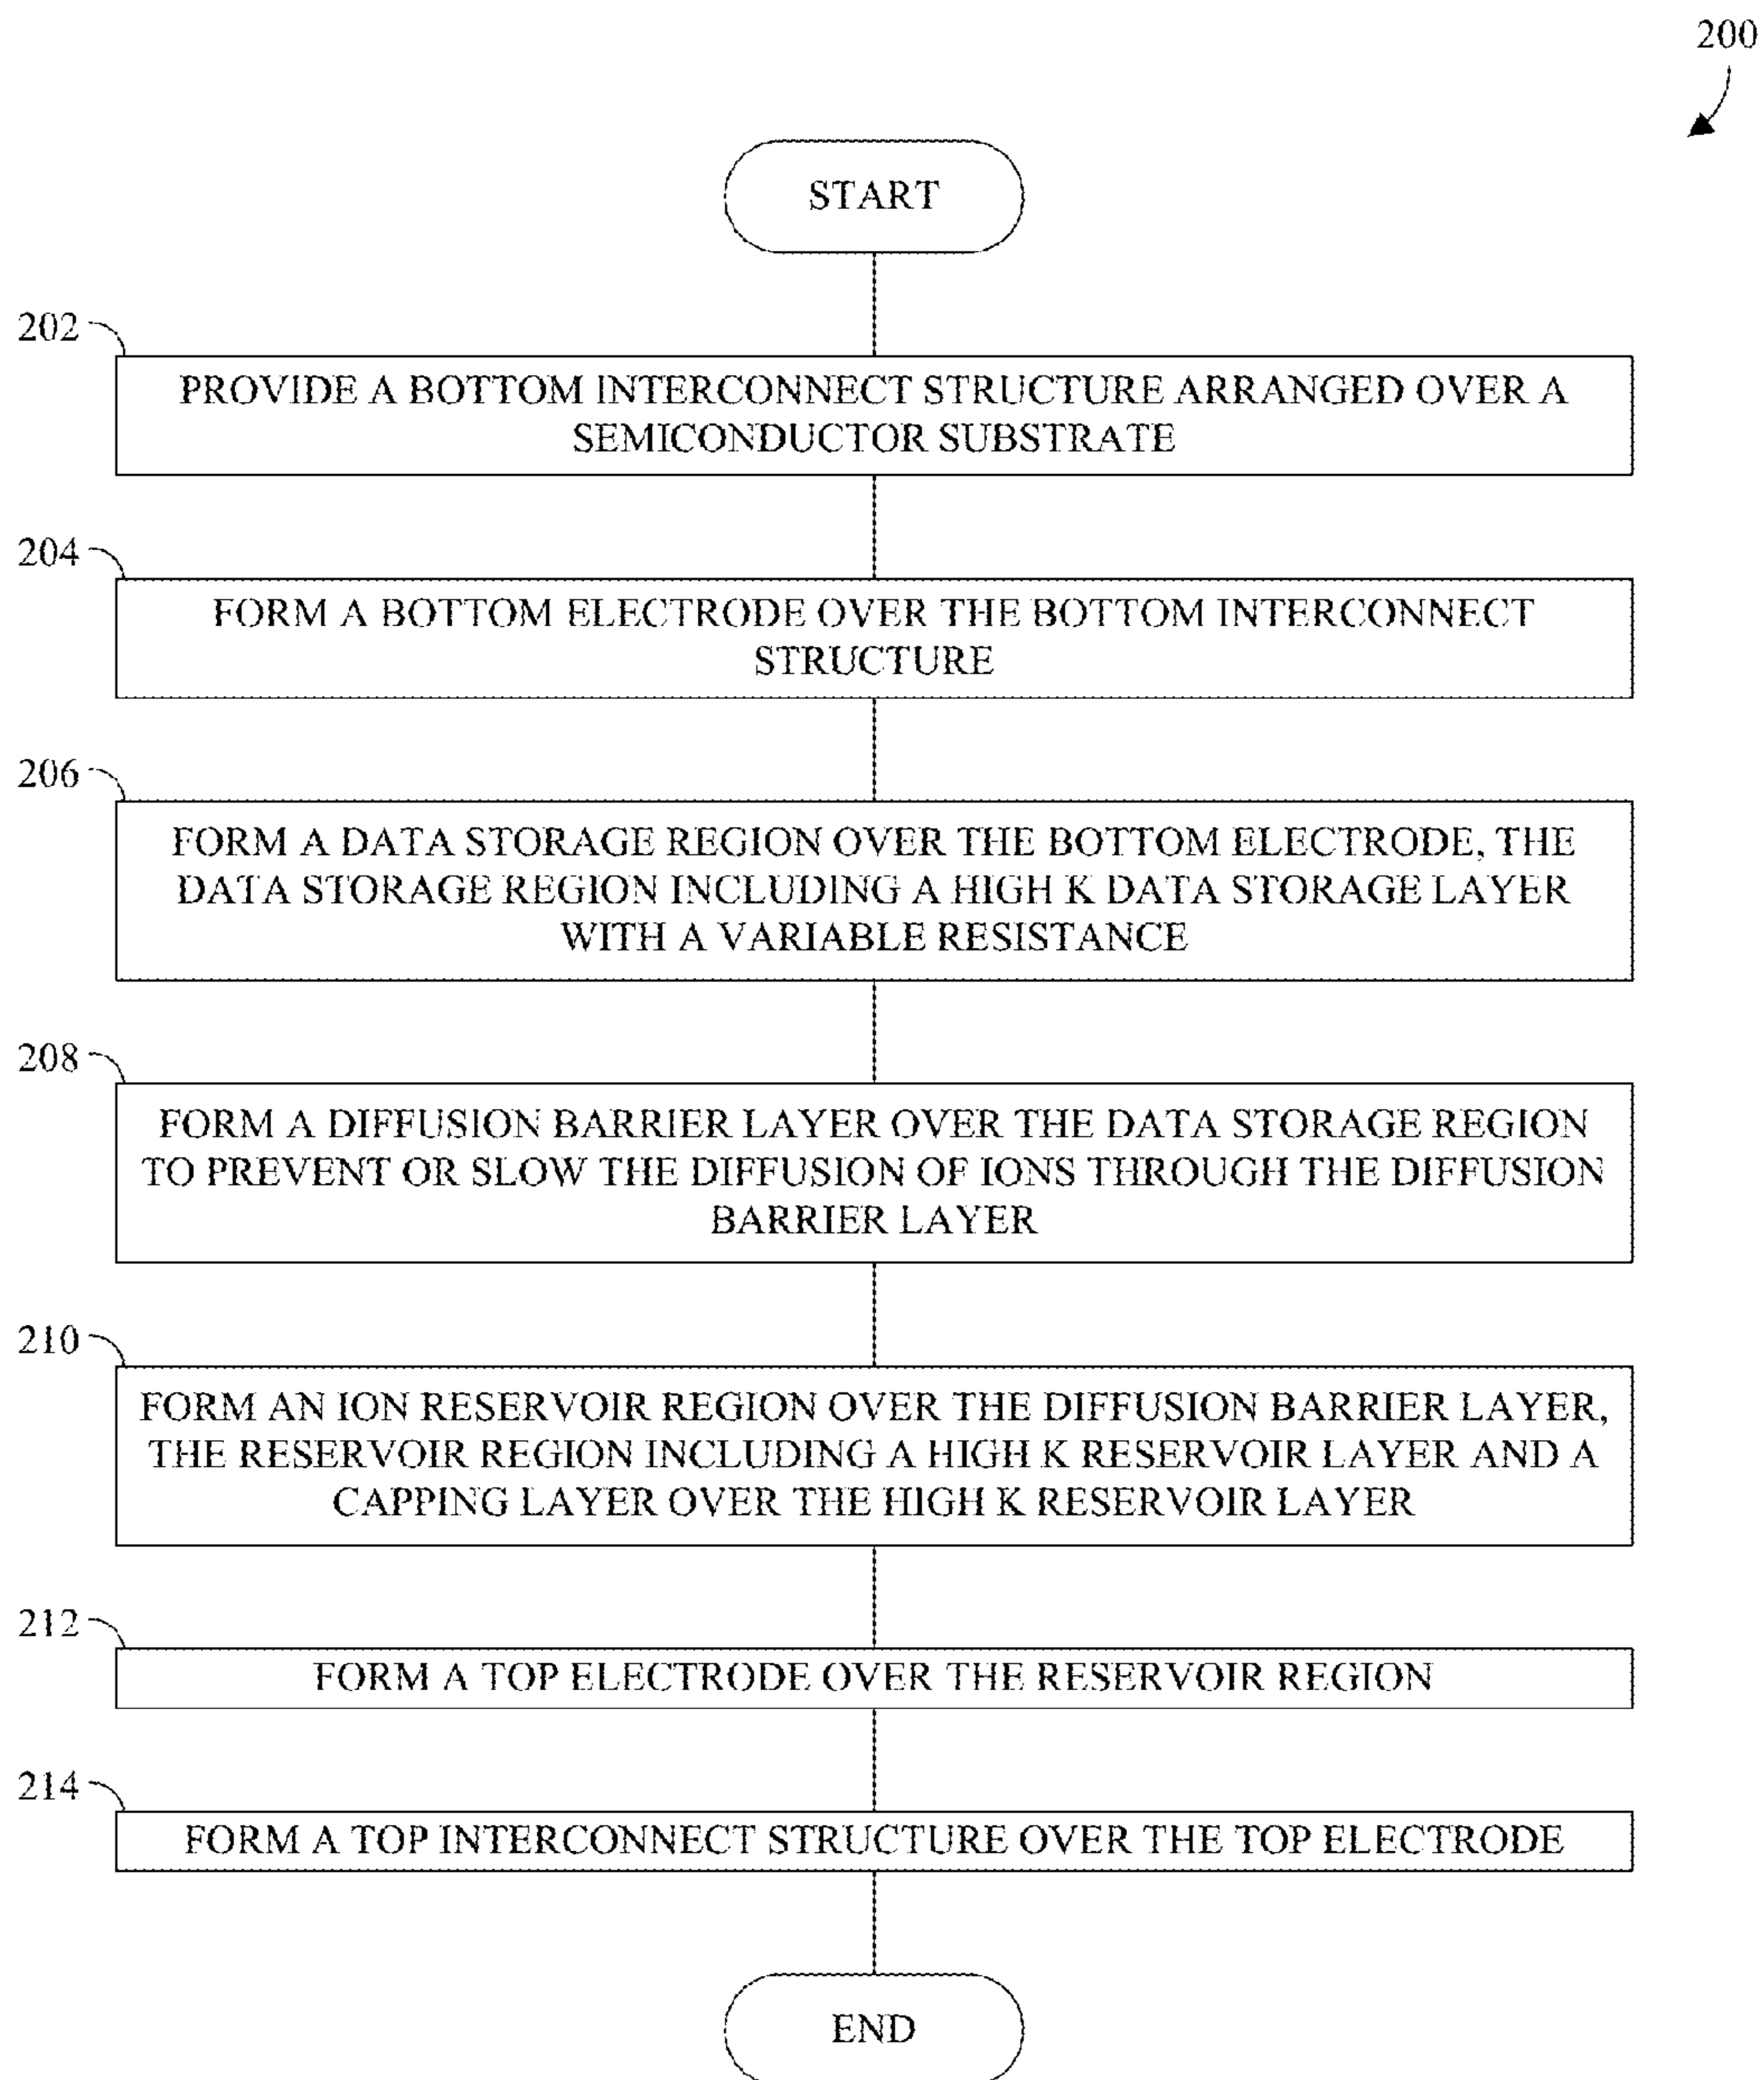 200
START
202
PROVIDE A BOTTOM INTERCONNECT STRUCTURE ARRANGED OVER A
SEMICONDUCTOR SUBSTRATE
204
FORM A BOTTOM ELECTRODE OVER THE BOTTOM INTERCONNECT
STRUCTURE
206
FORM A DATA STORAGE REGION OVER THE BOTTOM ELECTRODE, THE
DATA STORAGE REGION INCLUDING A HIGH K DATA STORAGE LAYER
WITH A VARIABLE RESISTANCE
208
FORM A DIFFUSION BARRIER LAYER OVER THE DATA STORAGE REGION
TO PREVENT OR SLOW THE DIFFUSION OF IONS THROUGH THE DIFFUSION
BARRIER LAYER
210
FORM AN ION RESERVOIR REGION OVER THE DIFFUSION BARRIER LAYER,
THE RESERVOIR REGION INCLUDING A HIGH K RESERVOIR LAYER AND A
CAPPING LAYER OVER THE HIGH K RESERVOIR LAYER
212
FORM A TOP ELECTRODE OVER THE RESERVOIR REGION
214
FORM A TOP INTERCONNECT STRUCTURE OVER THE TOP ELECTRODE
END